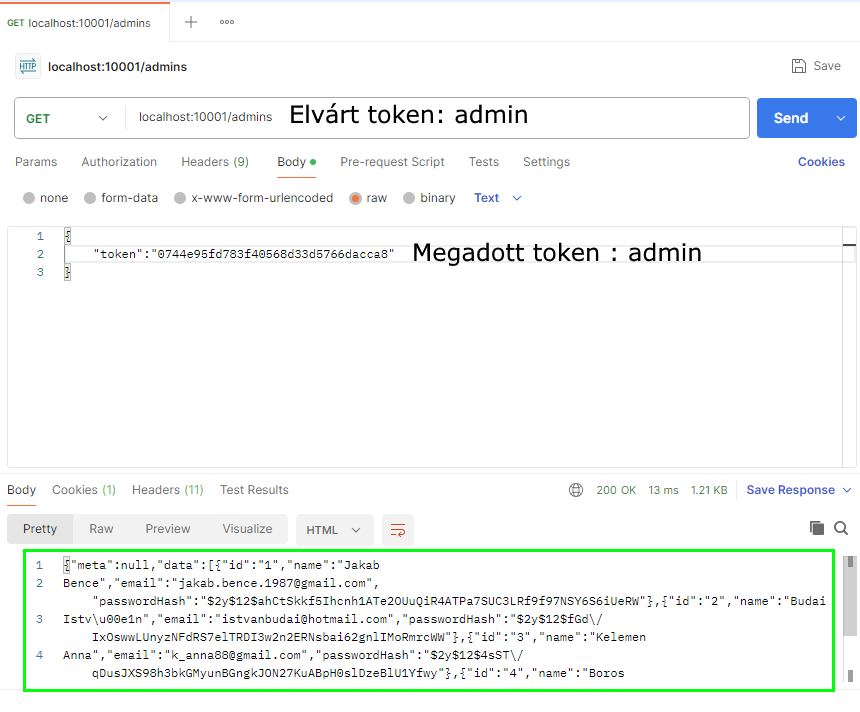 GET localhost:10001/admins
HTTP localhost:10001/admins
Save
GET localhost:10001/admins Elvárt token: admin
Send
Params Authorization Headers (9) Body Pre-request Script Tests Settings Cookies
none form-data x-www-form-urlencoded raw binary Text
1 {
2 "token":"0744e95fd783f40568d33d5766dacca8" Megadott token : admin
3 }
Body Cookies (1) Headers (11) Test Results 200 OK 13 ms 1.21 KB Save Response
Pretty Raw Preview Visualize HTML
1 {"meta":null,"data":[{"id":"1","name":"Jakab
2 Bence","email":"jakab.bence.1987@gmail.com",
"passwordHash":"$2y$12$ahCtSkkf5Ihcnh1ATe2OUuQiR4ATPa7SUC3LRf9f97NSY6S6iUeRW"},{"id":"2","name":"Budai
3 Istv\u00e1n","email":"istvanbudai@hotmail.com","passwordHash":"$2y$12$fGd\/
IxOswwLUnyzNFdRS7elTRDI3w2n2ERNsbai62gnlIMoRmrcWW"},{"id":"3","name":"Kelemen
4 Anna","email":"k_anna88@gmail.com","passwordHash":"$2y$12$4sST\/
qDusJXS98h3bkGMyunBGngkJON27KuABpH0slDzeBlU1Yfwy"},{"id":"4","name":"Boros